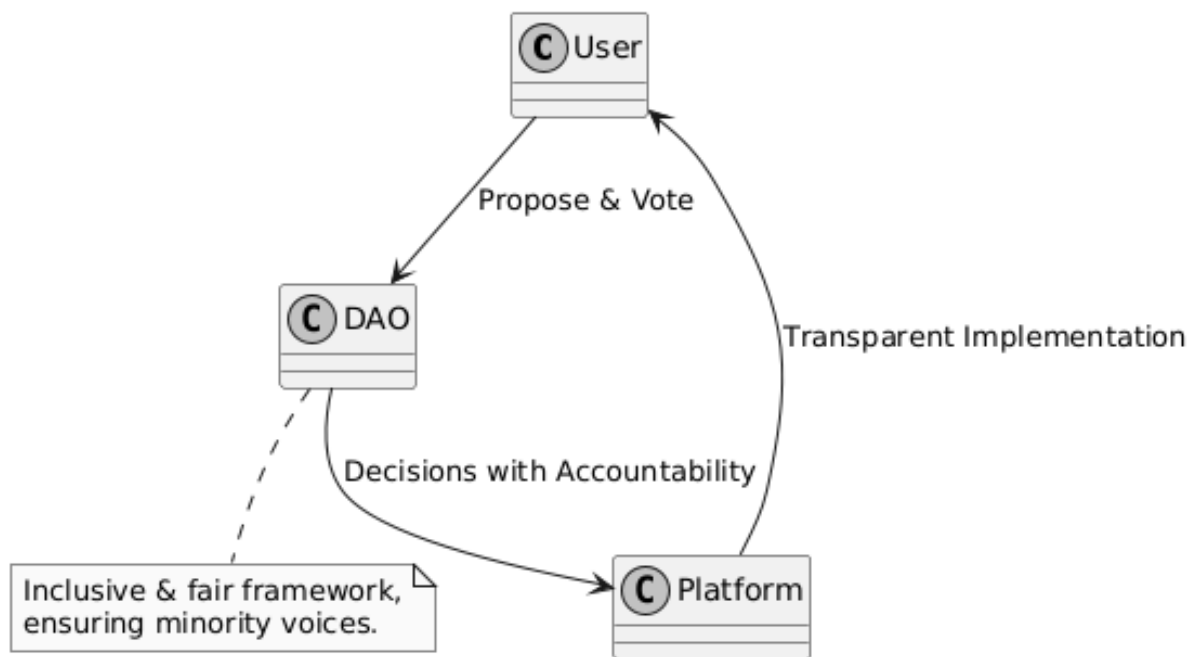 C User
Propose & Vote
C DAO
Transparent Implementation
Decisions with Accountability
Inclusive & fair framework,
ensuring minority voices.
C Platform